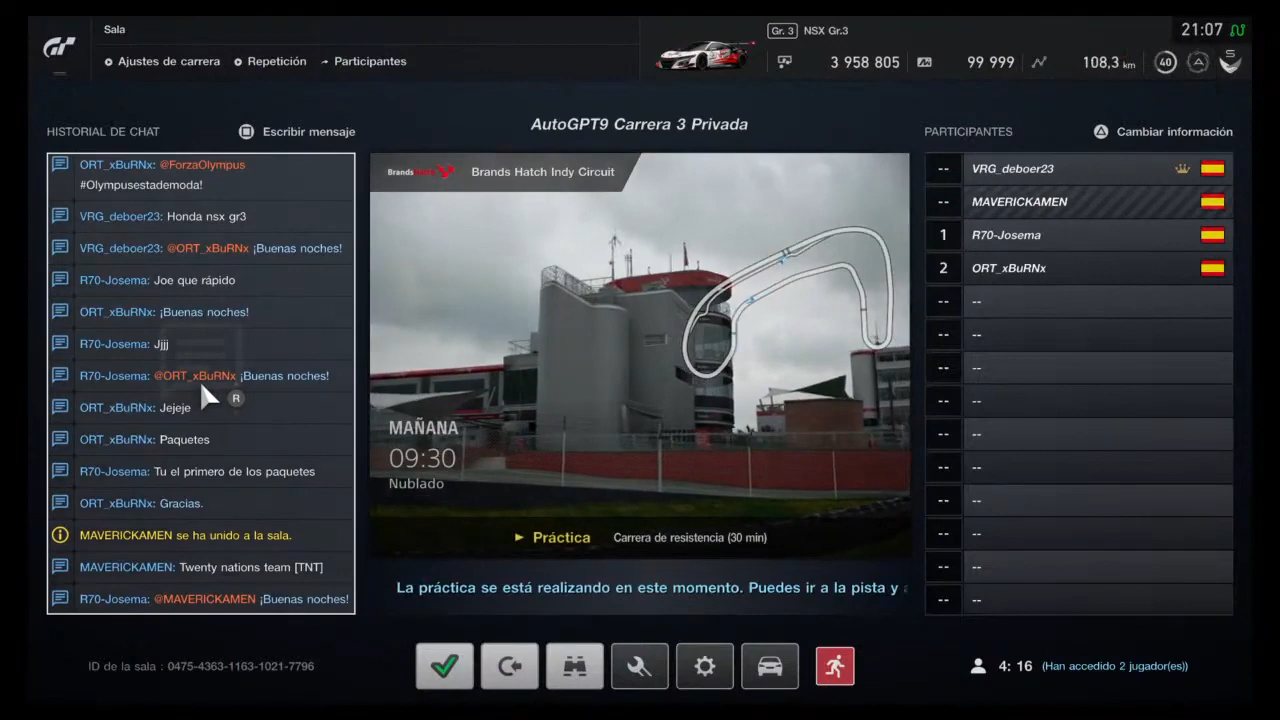 Sala
Gr. 3 NSX Gr.3
21:07
Ajustes de carrera Repetición Participantes
3 958 805 99 999 108,3 km 40 S
AutoGPT9 Carrera 3 Privada
HISTORIAL DE CHAT Escribir mensaje
ORT_xBuRNx: @ForzaOlympus
#Olympusestademoda!
VRG_deboer23: Honda nsx gr3
VRG_deboer23: @ORT_xBuRNx ¡Buenas noches!
R70-Josema: Joe que rápido
ORT_xBuRNx: ¡Buenas noches!
R70-Josema: Jjjj
R70-Josema: @ORT_xBuRNx ¡Buenas noches!
R
ORT_xBuRNx: Jejeje
ORT_xBuRNx: Paquetes
R70-Josema: Tu el primero de los paquetes
ORT_xBuRNx: Gracias.
MAVERICKAMEN se ha unido a la sala.
MAVERICKAMEN: Twenty nations team [TNT]
R70-Josema: @MAVERICKAMEN ¡Buenas noches!
Brands Hatch Indy Circuit
MAÑANA
09:30
Nublado
Práctica Carrera de resistencia (30 min)
La práctica se está realizando en este momento. Puedes ir a la pista y a
PARTICIPANTES Cambiar información
-- VRG_deboer23
-- MAVERICKAMEN
1 R70-Josema
2 ORT_xBuRNx
-- --
-- --
-- --
-- --
-- --
-- --
-- --
-- --
-- --
-- --
ID de la sala : 0475-4363-1163-1021-7796
4: 16 (Han accedido 2 jugador(es))